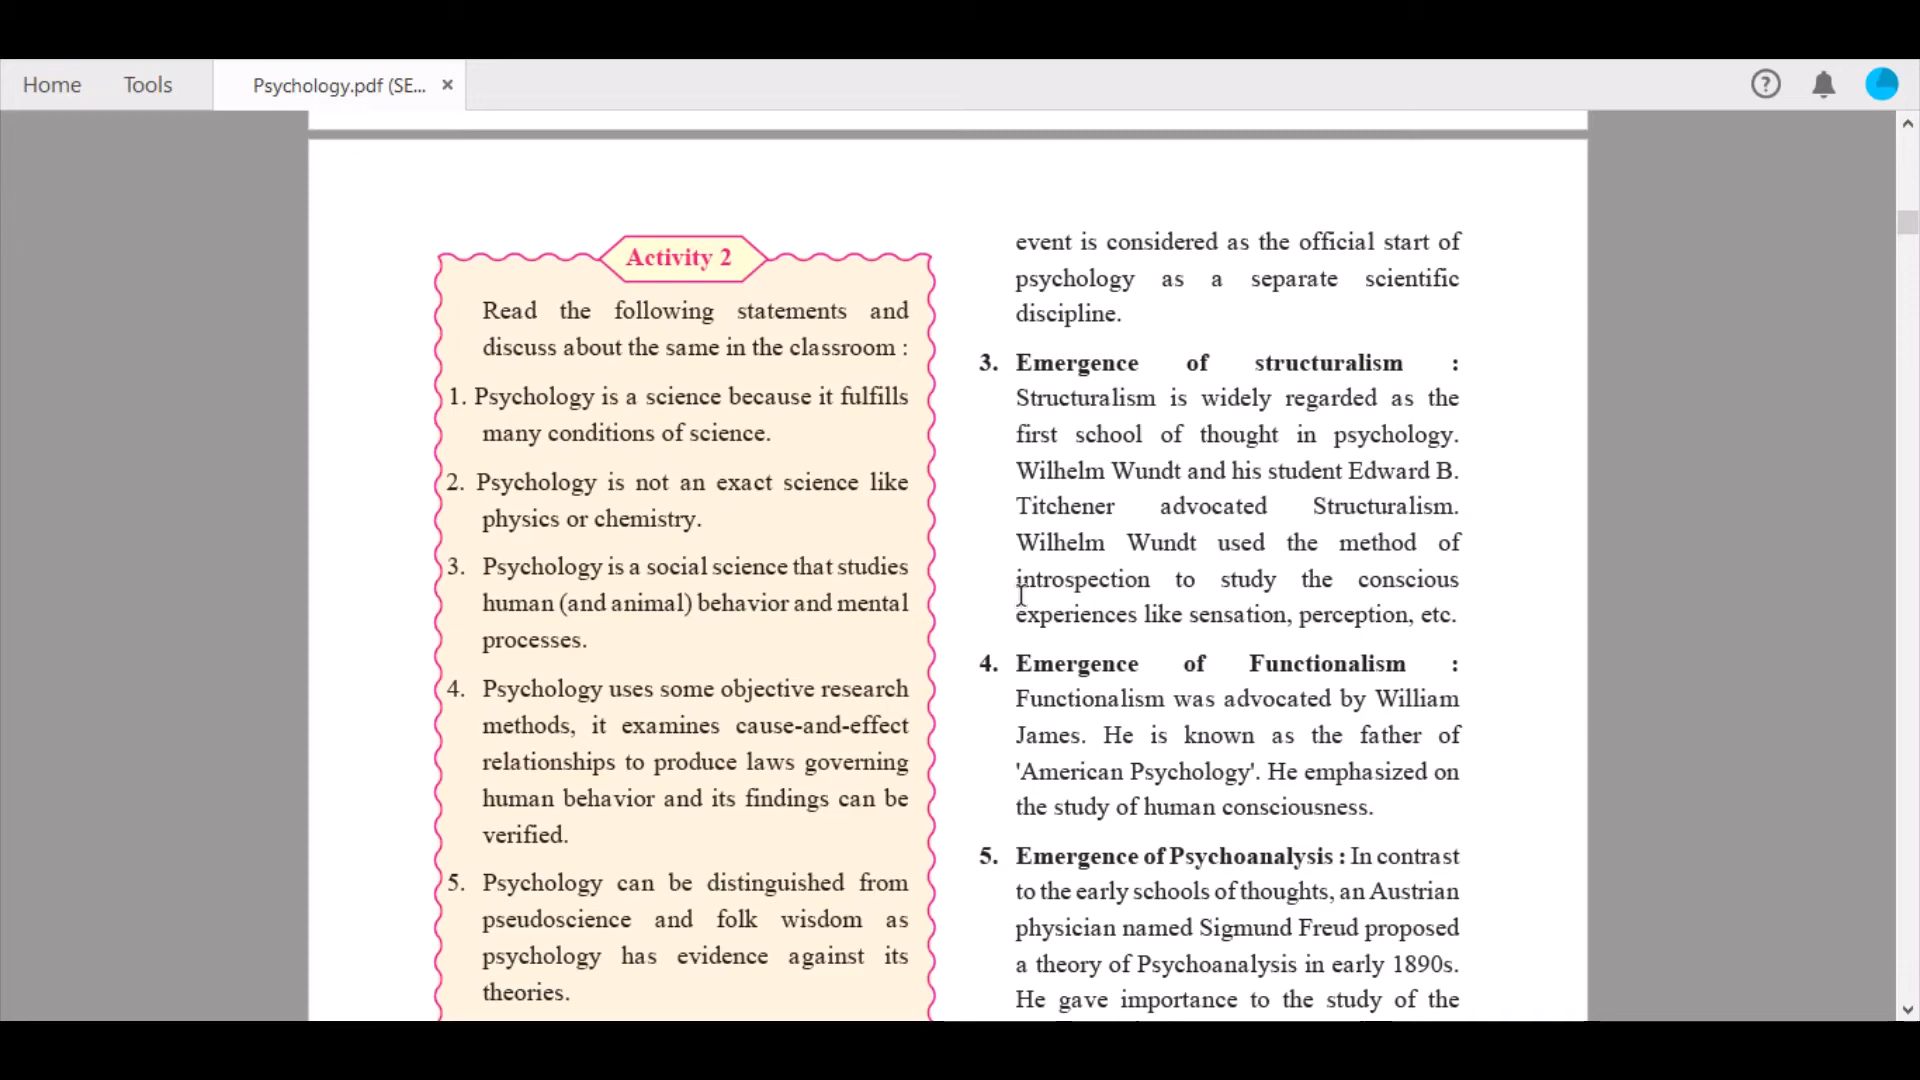 Home Tools Psychology.pdf (SE... ×
Activity 2
Read the following statements and
discuss about the same in the classroom :
1. Psychology is a science because it fulfills
many conditions of science.
2. Psychology is not an exact science like
physics or chemistry.
3. Psychology is a social science that studies
human (and animal) behavior and mental
processes.
4. Psychology uses some objective research
methods, it examines cause-and-effect
relationships to produce laws governing
human behavior and its findings can be
verified.
5. Psychology can be distinguished from
pseudoscience and folk wisdom as
psychology has evidence against its
theories.
event is considered as the official start of
psychology as a separate scientific
discipline.
3. Emergence of structuralism :
Structuralism is widely regarded as the
first school of thought in psychology.
Wilhelm Wundt and his student Edward B.
Titchener advocated Structuralism.
Wilhelm Wundt used the method of
introspection to study the conscious
experiences like sensation, perception, etc.
4. Emergence of Functionalism :
Functionalism was advocated by William
James. He is known as the father of
'American Psychology'. He emphasized on
the study of human consciousness.
5. Emergence of Psychoanalysis : In contrast
to the early schools of thoughts, an Austrian
physician named Sigmund Freud proposed
a theory of Psychoanalysis in early 1890s.
He gave importance to the study of the